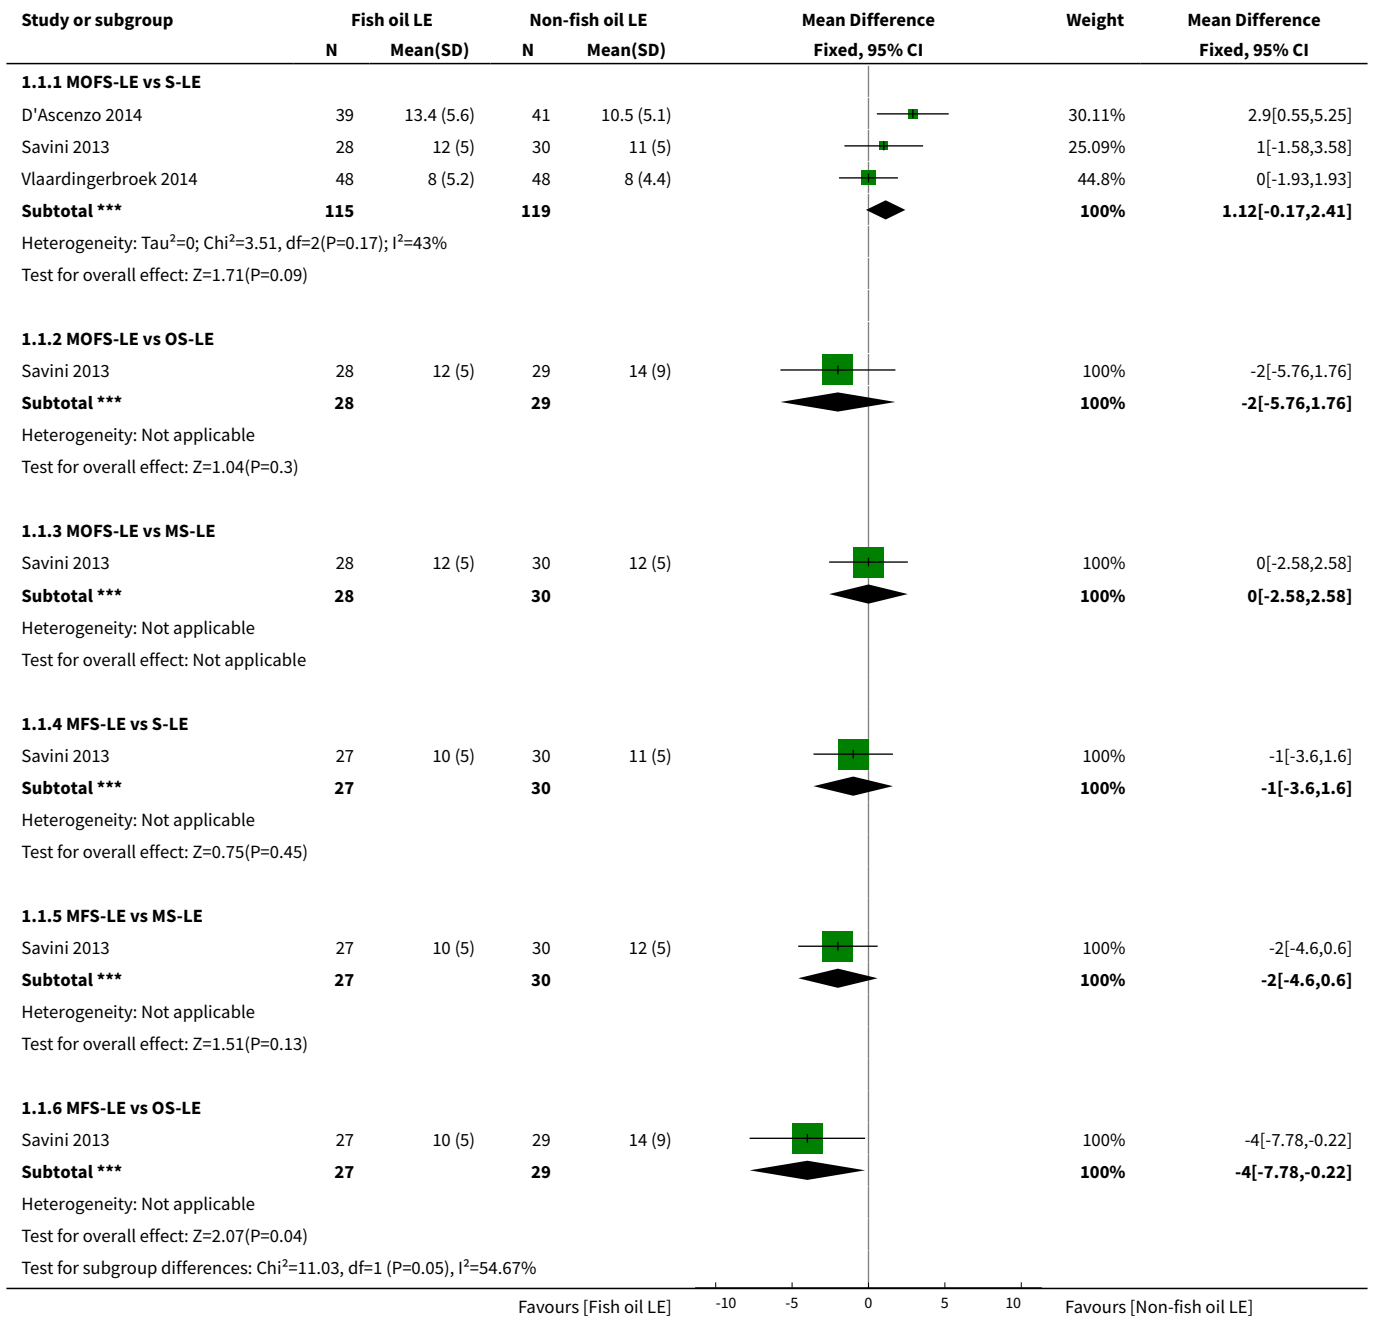 Study or subgroup Fish oil LE Non-fish oil LE Mean Difference Weight Mean Difference
N Mean(SD) N Mean(SD) Fixed, 95% CI Fixed, 95% CI
1.1.1 MOFS-LE vs S-LE
D'Ascenzo 2014 39 13.4 (5.6) 41 10.5 (5.1) 30.11% 2.9[0.55,5.25]
Savini 2013 28 12 (5) 30 11 (5) 25.09% 1[-1.58,3.58]
Vlaardingerbroek 2014 48 8 (5.2) 48 8 (4.4) 44.8% 0[-1.93,1.93]
Subtotal *** 115 119 100% 1.12[-0.17,2.41]
Heterogeneity: Tau²=0; Chi²=3.51, df=2(P=0.17); I²=43%
Test for overall effect: Z=1.71(P=0.09)
1.1.2 MOFS-LE vs OS-LE
Savini 2013 28 12 (5) 29 14 (9) 100% -2[-5.76,1.76]
Subtotal *** 28 29 100% -2[-5.76,1.76]
Heterogeneity: Not applicable
Test for overall effect: Z=1.04(P=0.3)
1.1.3 MOFS-LE vs MS-LE
Savini 2013 28 12 (5) 30 12 (5) 100% 0[-2.58,2.58]
Subtotal *** 28 30 100% 0[-2.58,2.58]
Heterogeneity: Not applicable
Test for overall effect: Not applicable
1.1.4 MFS-LE vs S-LE
Savini 2013 27 10 (5) 30 11 (5) 100% -1[-3.6,1.6]
Subtotal *** 27 30 100% -1[-3.6,1.6]
Heterogeneity: Not applicable
Test for overall effect: Z=0.75(P=0.45)
1.1.5 MFS-LE vs MS-LE
Savini 2013 27 10 (5) 30 12 (5) 100% -2[-4.6,0.6]
Subtotal *** 27 30 100% -2[-4.6,0.6]
Heterogeneity: Not applicable
Test for overall effect: Z=1.51(P=0.13)
1.1.6 MFS-LE vs OS-LE
Savini 2013 27 10 (5) 29 14 (9) 100% -4[-7.78,-0.22]
Subtotal *** 27 29 100% -4[-7.78,-0.22]
Heterogeneity: Not applicable
Test for overall effect: Z=2.07(P=0.04)
Test for subgroup differences: Chi²=11.03, df=1 (P=0.05), I²=54.67%
Favours [Fish oil LE] -10 -5 0 5 10 Favours [Non-fish oil LE]